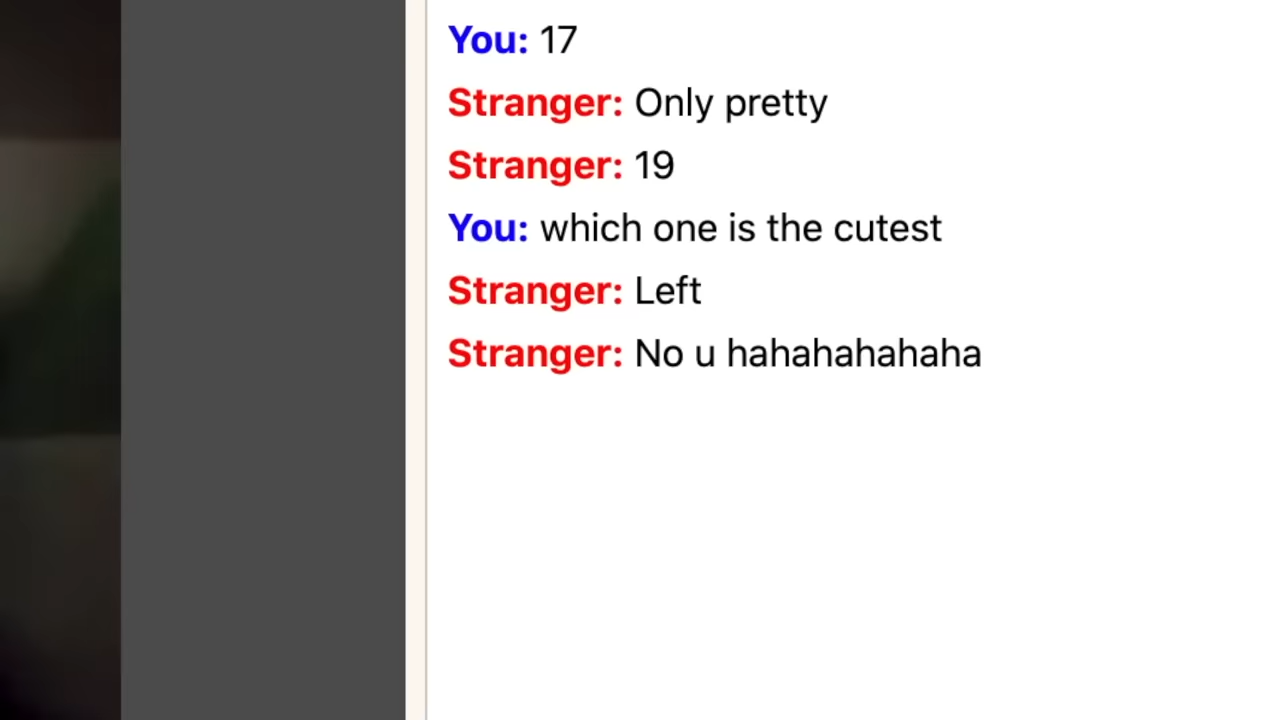 You: 17
Stranger: Only pretty
Stranger: 19
You: which one is the cutest
Stranger: Left
Stranger: No u hahahahahaha